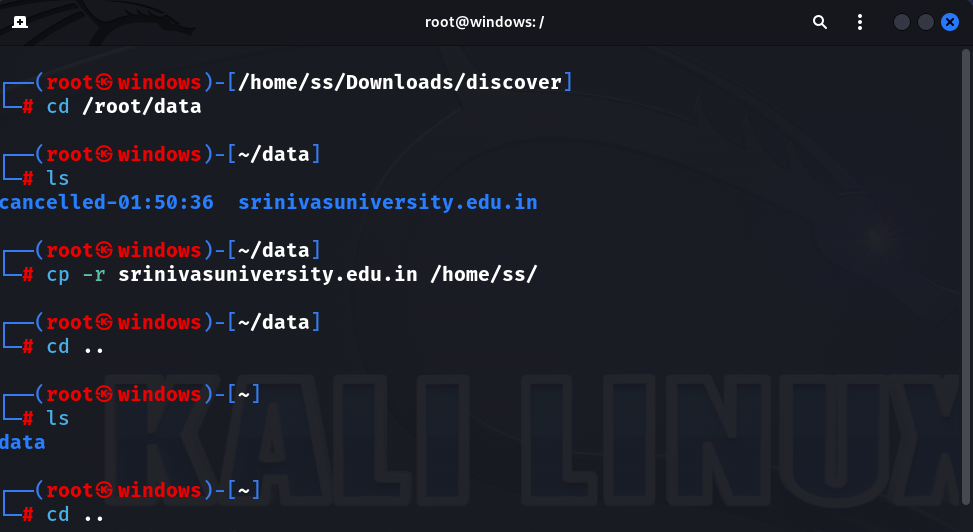 root@windows: /
┌──(root㉿windows)-[/home/ss/Downloads/discover]
└─# cd /root/data
┌──(root㉿windows)-[~/data]
└─# ls
cancelled-01:50:36  srinivasuniversity.edu.in
┌──(root㉿windows)-[~/data]
└─# cp -r srinivasuniversity.edu.in /home/ss/
┌──(root㉿windows)-[~/data]
└─# cd ..
┌──(root㉿windows)-[~]
└─# ls
data
┌──(root㉿windows)-[~]
└─# cd ..
KALI LINUX